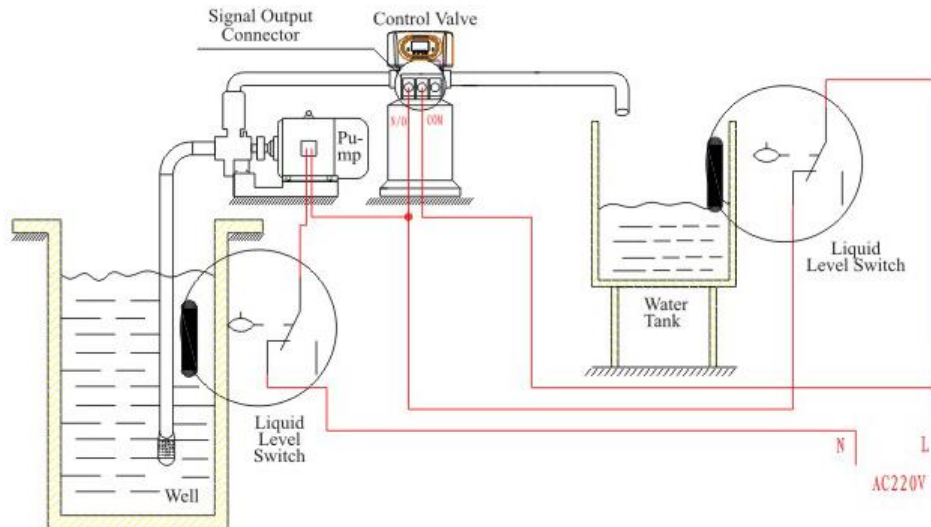 Signal Output
Connector
Control Valve
Pu-
mp
N/O
COM
Liquid
Level Switch
Water
Tank
Liquid
Level
Switch
Well
N
L
AC220V